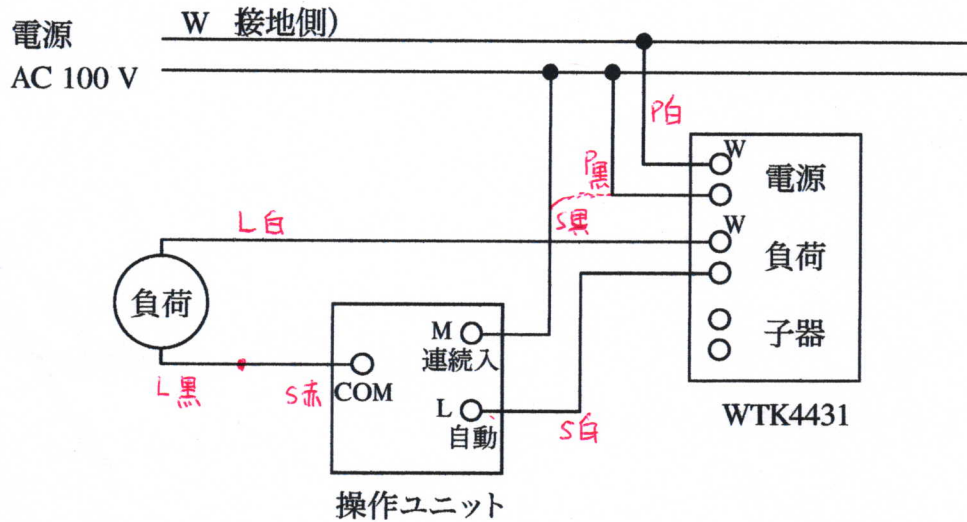 電源
W 接地側）
AC 100 V
P白
P黒
S黒
W
電源
L白
W
負荷
負荷
子器
M
連続入
L黒
S赤
COM
L
自動
S白
WTK4431
操作ユニット